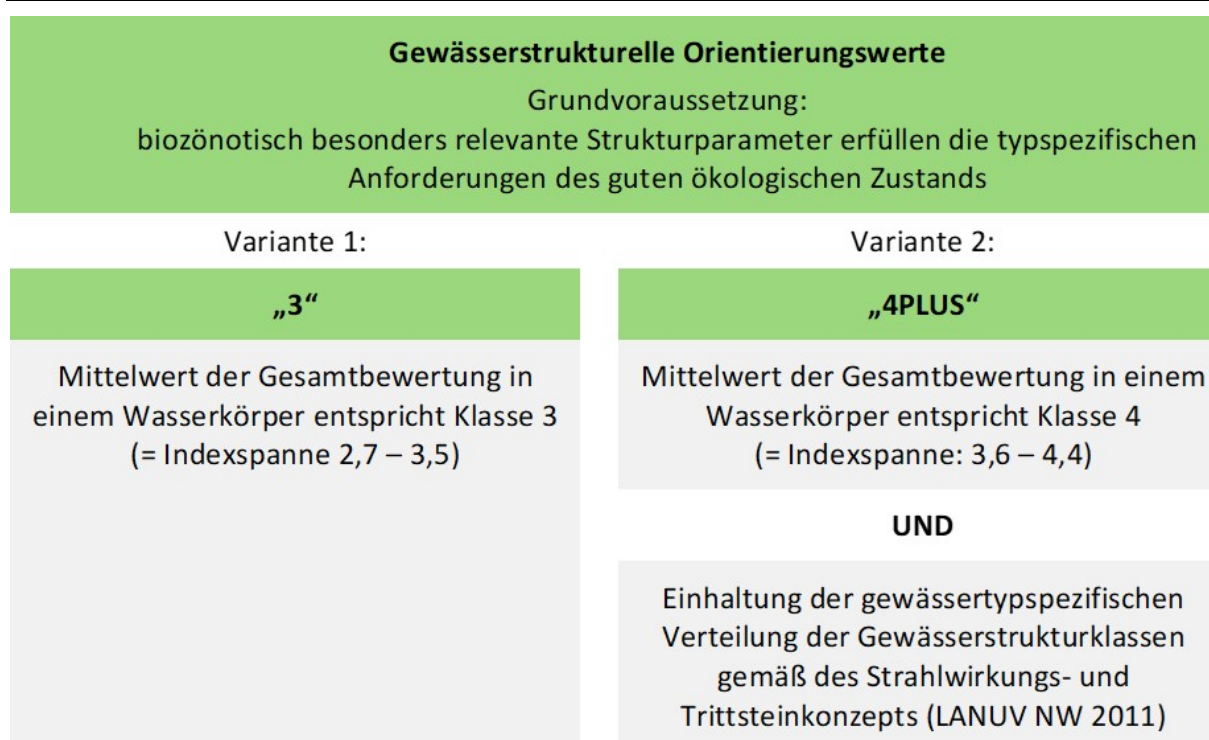 Gewässerstrukturelle Orientierungswerte
Grundvoraussetzung:
biozönotisch besonders relevante Strukturparameter erfüllen die typspezifischen
Anforderungen des guten ökologischen Zustands
Variante 1:
„3“
Mittelwert der Gesamtbewertung in
einem Wasserkörper entspricht Klasse 3
(= Indexspanne 2,7 – 3,5)
Variante 2:
„4PLUS“
Mittelwert der Gesamtbewertung in einem
Wasserkörper entspricht Klasse 4
(= Indexspanne: 3,6 – 4,4)
UND
Einhaltung der gewässertypspezifischen
Verteilung der Gewässerstrukturklassen
gemäß des Strahlwirkungs- und
Trittsteinkonzepts (LANUV NW 2011)